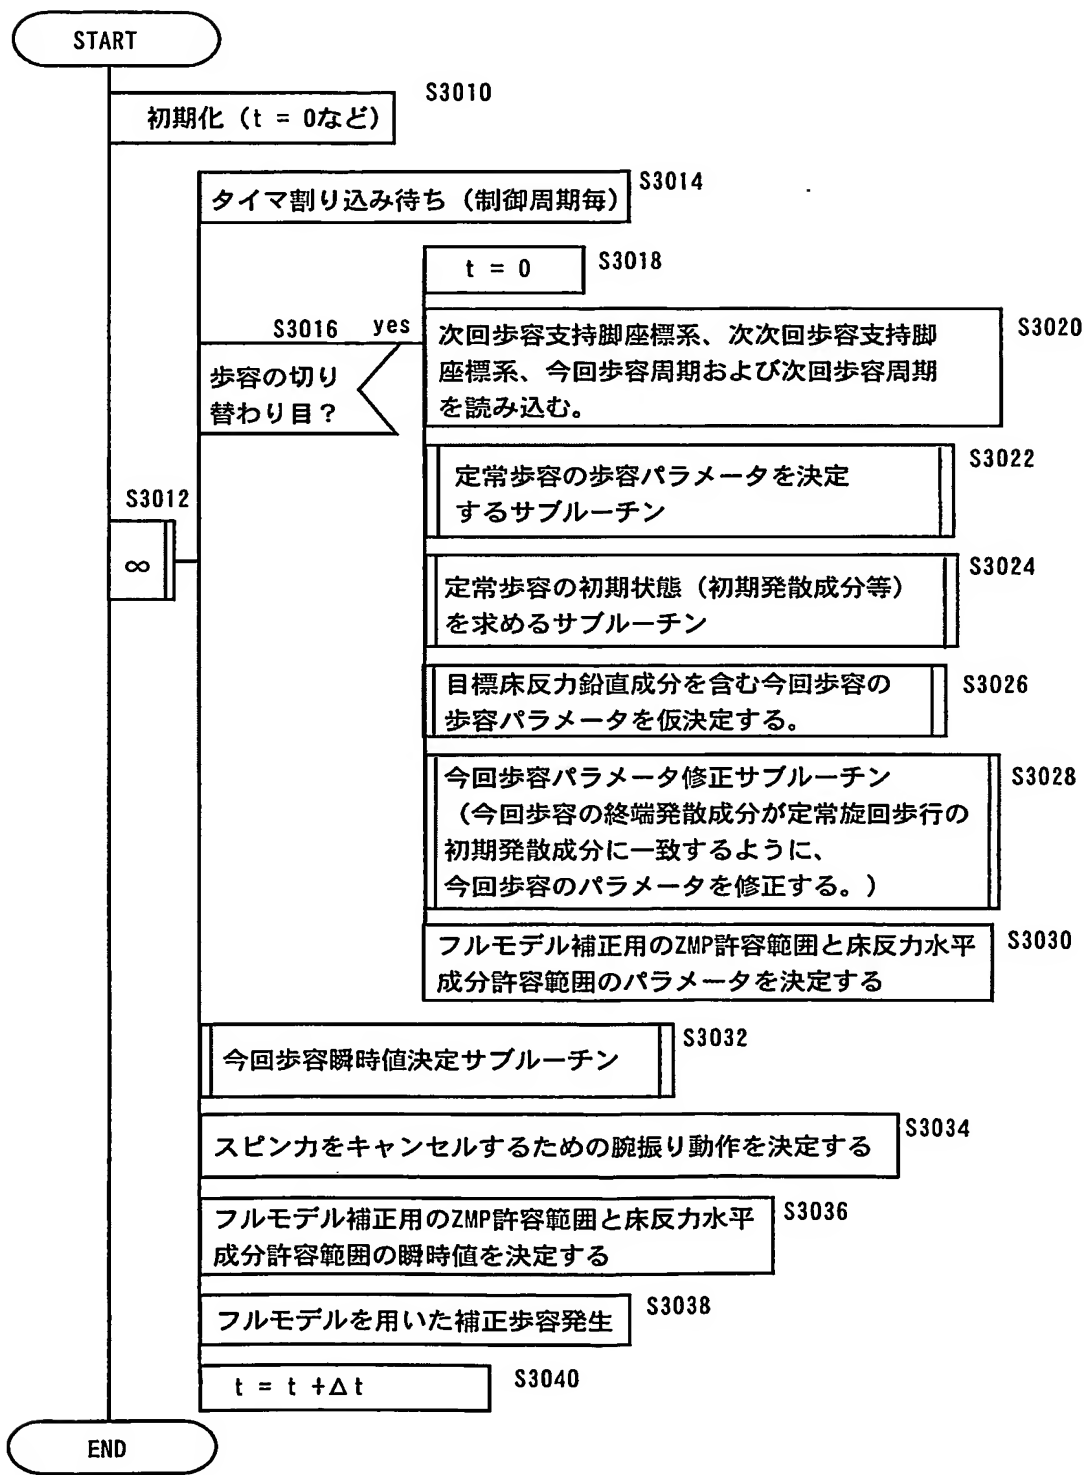 START
S3010
初期化（t = 0など）
S3014
タイマ割り込み待ち（制御周期毎）
t = 0
S3018
S3016
yes
歩容の切り
替わり目？
次回歩容支持脚座標系、次次回歩容支持脚
座標系、今回歩容周期および次回歩容周期
を読み込む。
S3020
S3012
∞
定常歩容の歩容パラメータを決定
するサブルーチン
S3022
定常歩容の初期状態（初期発散成分等）
を求めるサブルーチン
S3024
目標床反力鉛直成分を含む今回歩容の
歩容パラメータを仮決定する。
S3026
今回歩容パラメータ修正サブルーチン
（今回歩容の終端発散成分が定常旋回歩行の
初期発散成分に一致するように、
今回歩容のパラメータを修正する。）
S3028
フルモデル補正用のZMP許容範囲と床反力水平
成分許容範囲のパラメータを決定する
S3030
今回歩容瞬時値決定サブルーチン
S3032
スピン力をキャンセルするための腕振り動作を決定する
S3034
フルモデル補正用のZMP許容範囲と床反力水平
成分許容範囲の瞬時値を決定する
S3036
フルモデルを用いた補正歩容発生
S3038
t = t +Δt
S3040
END